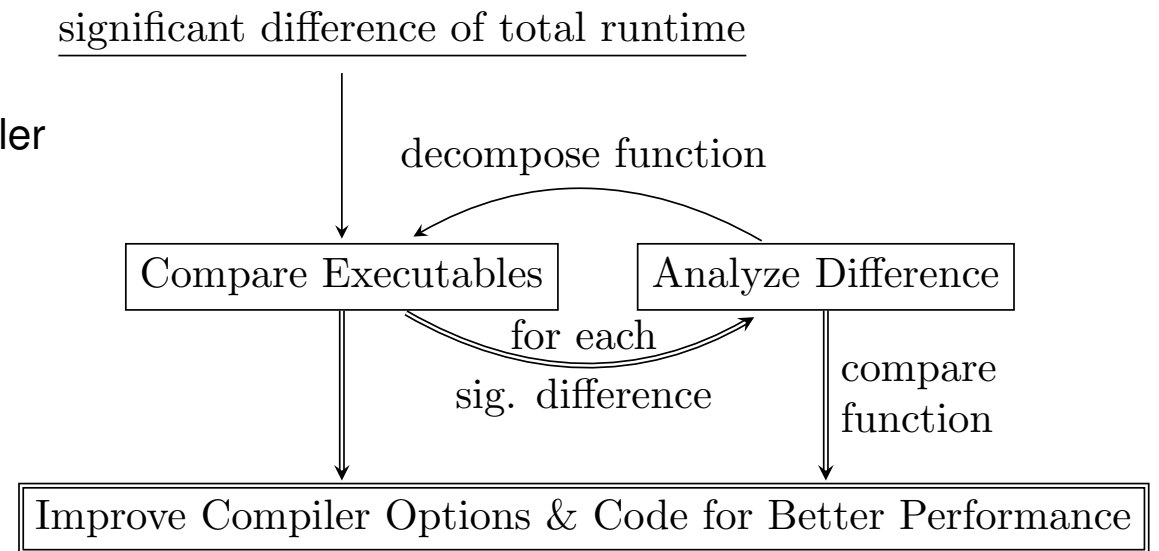 significant difference of total runtime
ler
decompose function
Compare Executables
Analyze Difference
for each
sig. difference
compare
function
Improve Compiler Options & Code for Better Performance